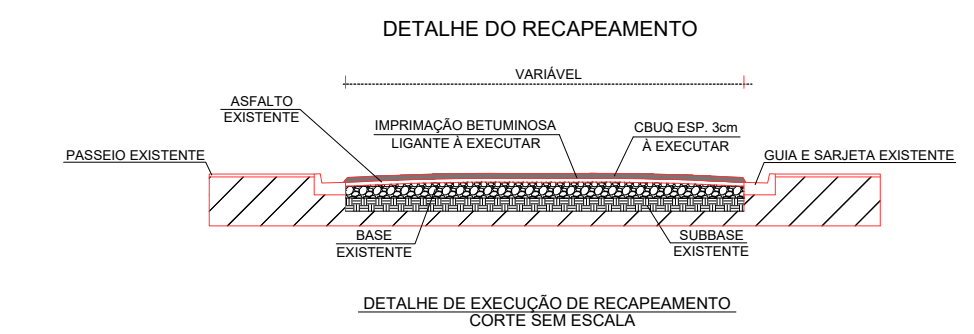 DETALHE DO RECAPEAMENTO
VARIÁVEL
ASFALTO
EXISTENTE
IMPRIMAÇÃO BETUMINOSA
LIGANTE À EXECUTAR
CBUQ ESP. 3cm
À EXECUTAR
PASSEIO EXISTENTE
GUIA E SARJETA EXISTENTE
BASE
EXISTENTE
SUBBASE
EXISTENTE
DETALHE DE EXECUÇÃO DE RECAPEAMENTO
CORTE SEM ESCALA